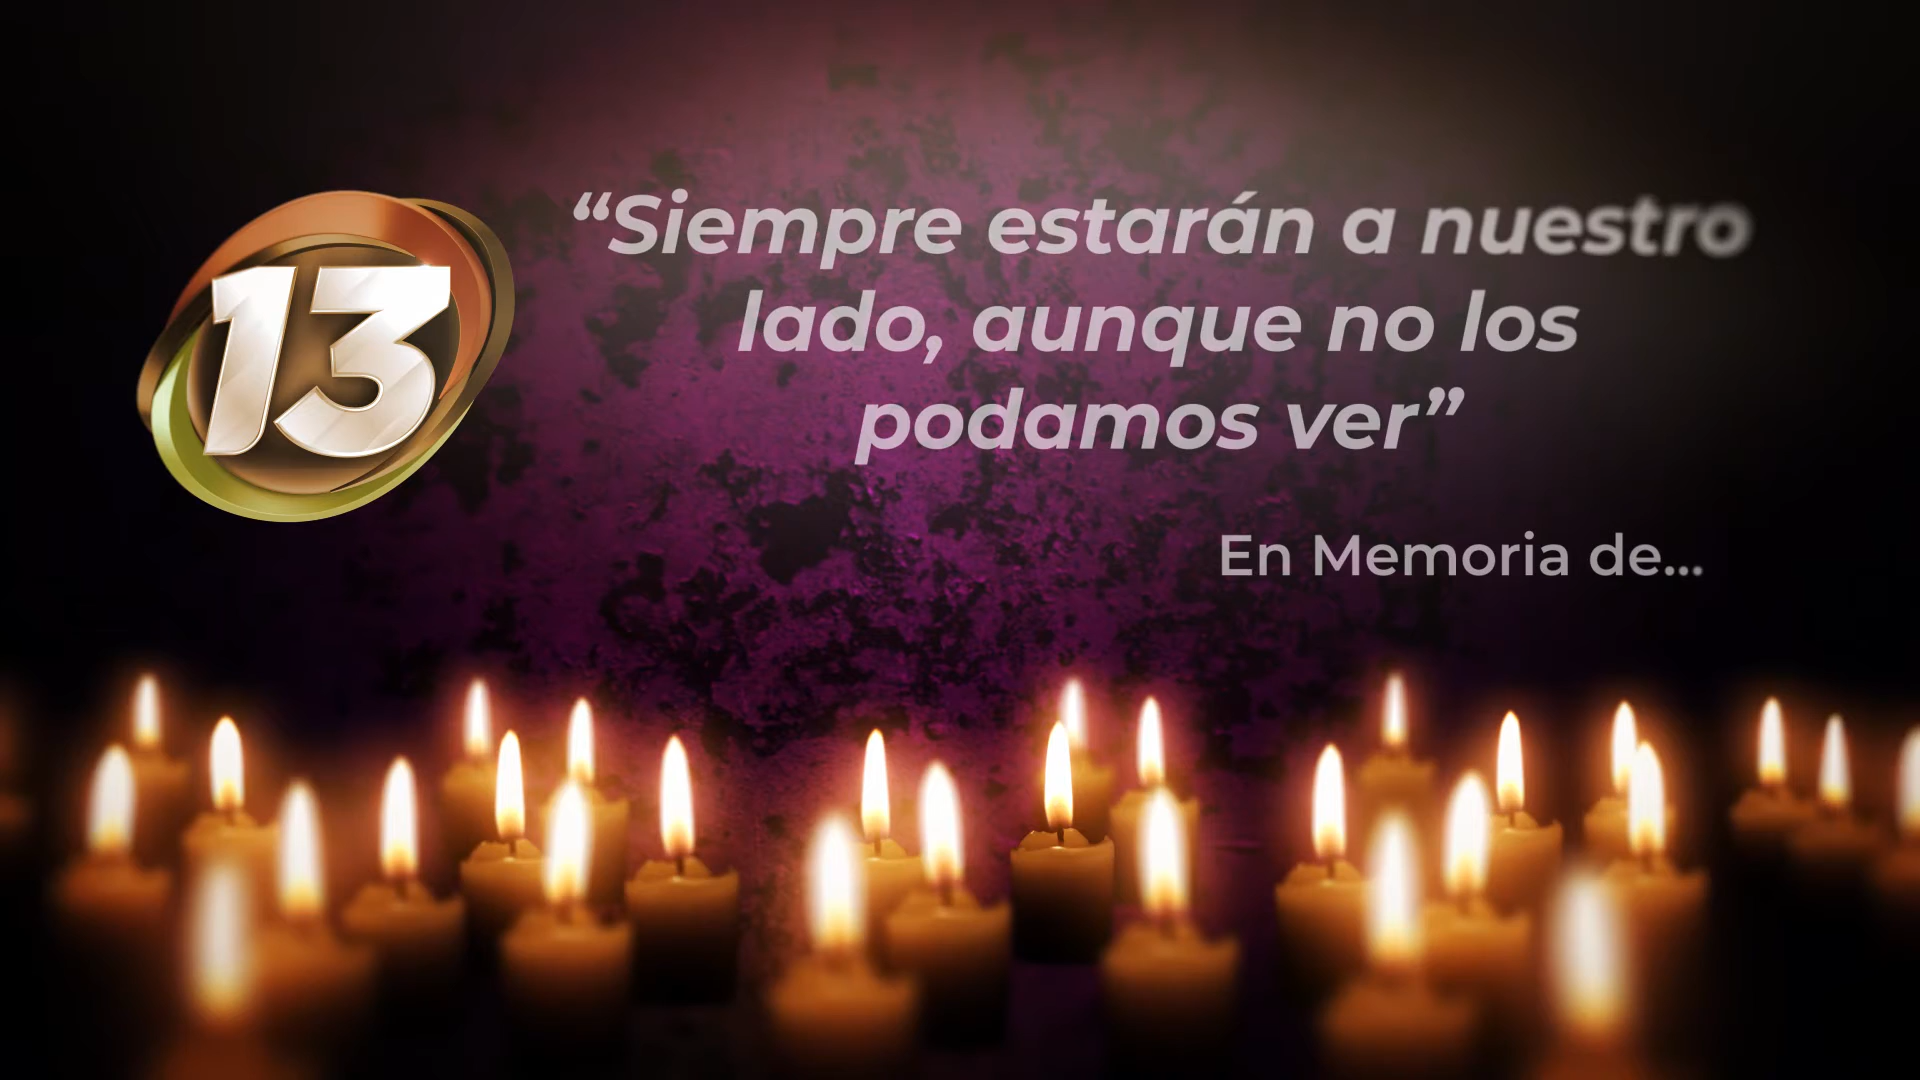 13
“Siempre estarán a nuestro
lado, aunque no los
podamos ver”
En Memoria de...